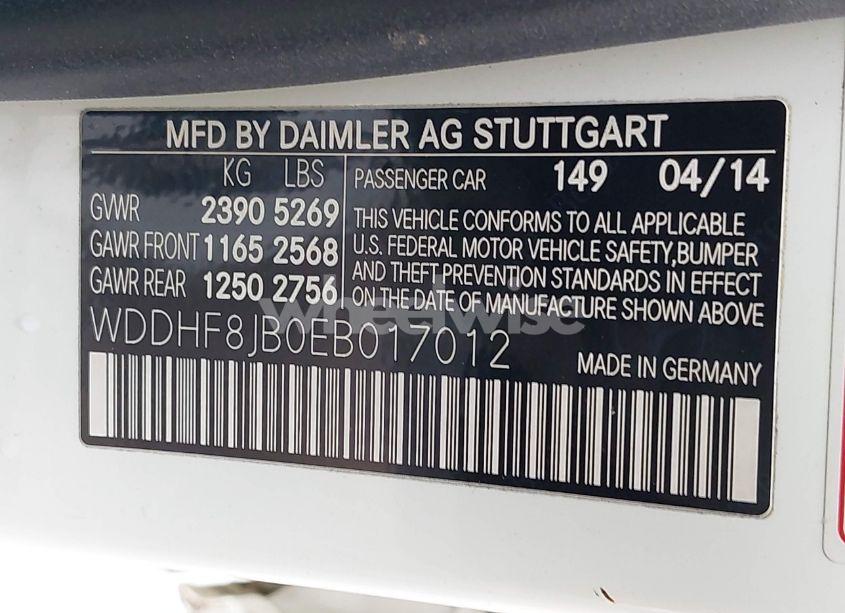 MFD BY DAIMLER AG STUTTGART
KG LBS
GVWR 2390 5269
GAWR FRONT 1165 2568
GAWR REAR 1250 2756
PASSENGER CAR 149 04/14
THIS VEHICLE CONFORMS TO ALL APPLICABLE
U.S. FEDERAL MOTOR VEHICLE SAFETY,BUMPER
AND THEFT PREVENTION STANDARDS IN EFFECT
ON THE DATE OF MANUFACTURE SHOWN ABOVE
wheelwise
WDDHF8JB0EB017012
MADE IN GERMANY